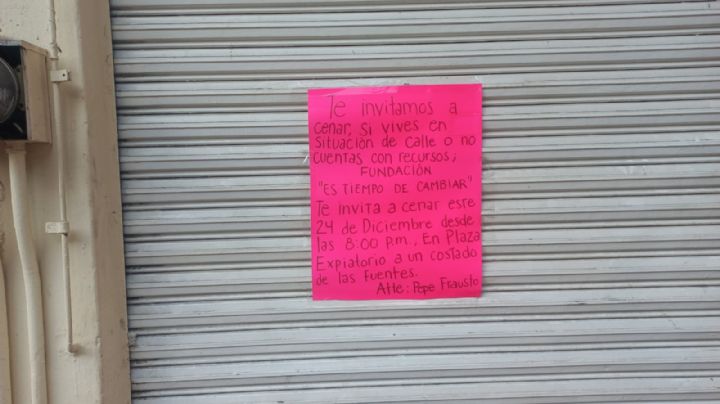 Te invitamos a
cenar, si vives en
situación de calle o no
cuentas con recursos;
FUNDACIÓN
"ES TIEMPO DE CAMBIAR"
Te invita a cenar este
24 de Diciembre desde
las 8:00 p.m., En Plaza
Expiatorio a un costado
de las fuentes.
Atte: Pepe Frausto